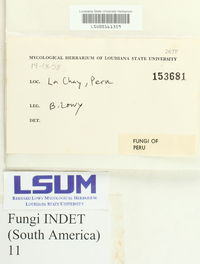 Louisiana State University Herbarium
2677
MYCOLOGICAL HERBARIUM OF LOUISIANA STATE UNIVERSITY
153681
LOC. La Chay, Peru
LEG. B. Lowy
DET.
FUNGI OF
PERU
LSUM
BERNARD LOWY MYCOLOGICAL HERBARIUM
LOUISIANA STATE UNIVERSITY
Fungi INDET
(South America)
11